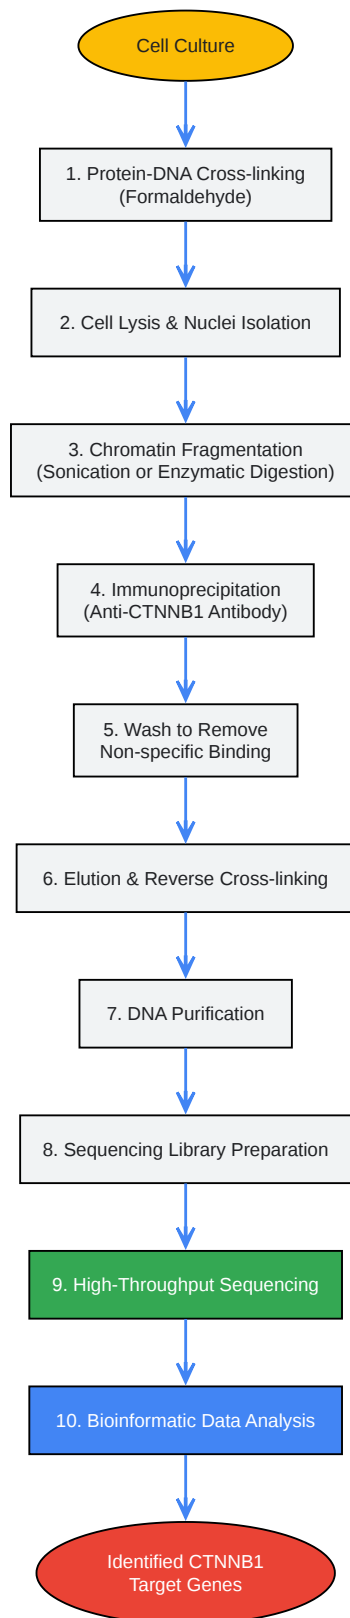 Cell Culture
1. Protein-DNA Cross-linking
(Formaldehyde)
2. Cell Lysis & Nuclei Isolation
3. Chromatin Fragmentation
(Sonication or Enzymatic Digestion)
4. Immunoprecipitation
(Anti-CTNNB1 Antibody)
5. Wash to Remove
Non-specific Binding
6. Elution & Reverse Cross-linking
7. DNA Purification
8. Sequencing Library Preparation
9. High-Throughput Sequencing
10. Bioinformatic Data Analysis
Identified CTNNB1
Target Genes